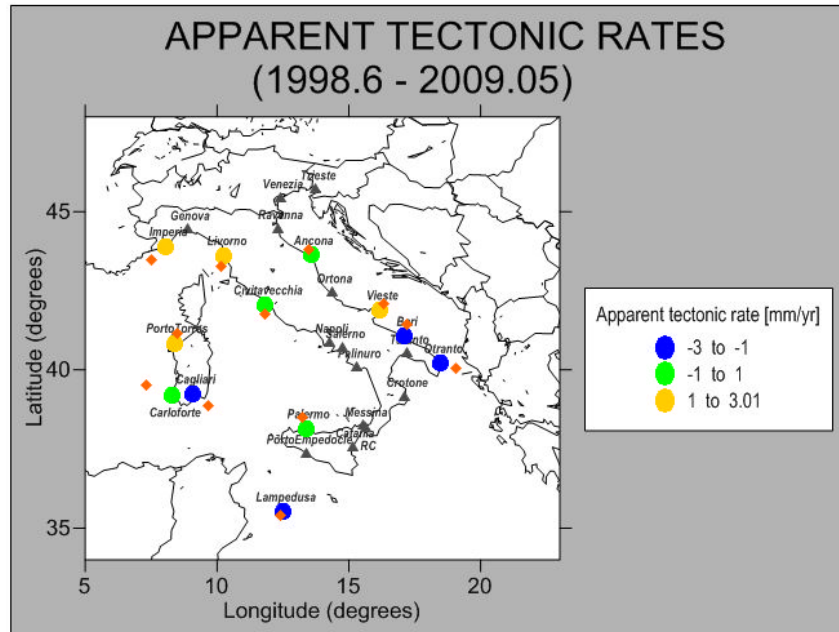 APPARENT TECTONIC RATES
(1998.6 - 2009.05)
Trieste
Venezia
45
Genova
Ravenna
Imperia
Livorno
Ancona
Ortona
Civitavecchia
Vieste
Bari
PortoTorres
Napoli
Salerno
Taranto
Otranto
40
Palinuro
Cagliari
Crotone
Carloforte
Palermo
Messina
Catania
PortoEmpedocle
RC
Lampedusa
35
5
10
15
20
Longitude (degrees)
Latitude (degrees)
Apparent tectonic rate [mm/yr]
-3 to -1
-1 to 1
1 to 3.01